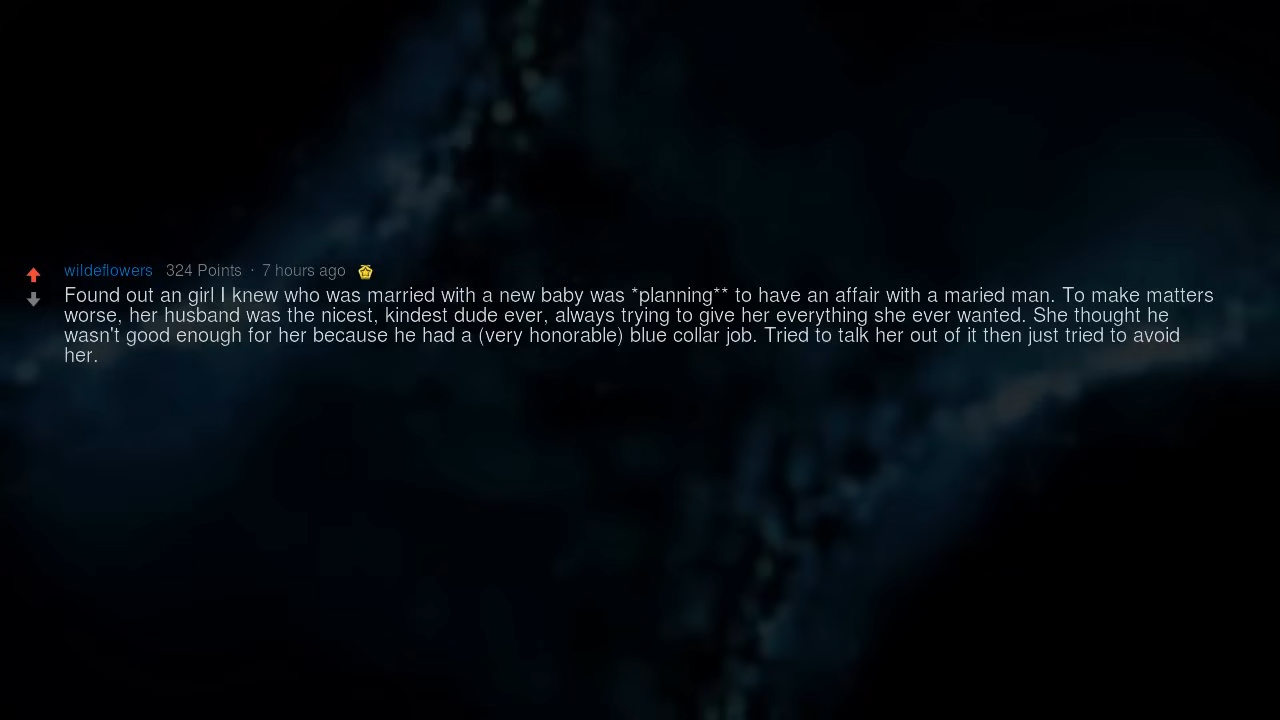 wildeflowers 324 Points · 7 hours ago
Found out an girl I knew who was married with a new baby was *planning** to have an affair with a maried man. To make matters
worse, her husband was the nicest, kindest dude ever, always trying to give her everything she ever wanted. She thought he
wasn't good enough for her because he had a (very honorable) blue collar job. Tried to talk her out of it then just tried to avoid
her.